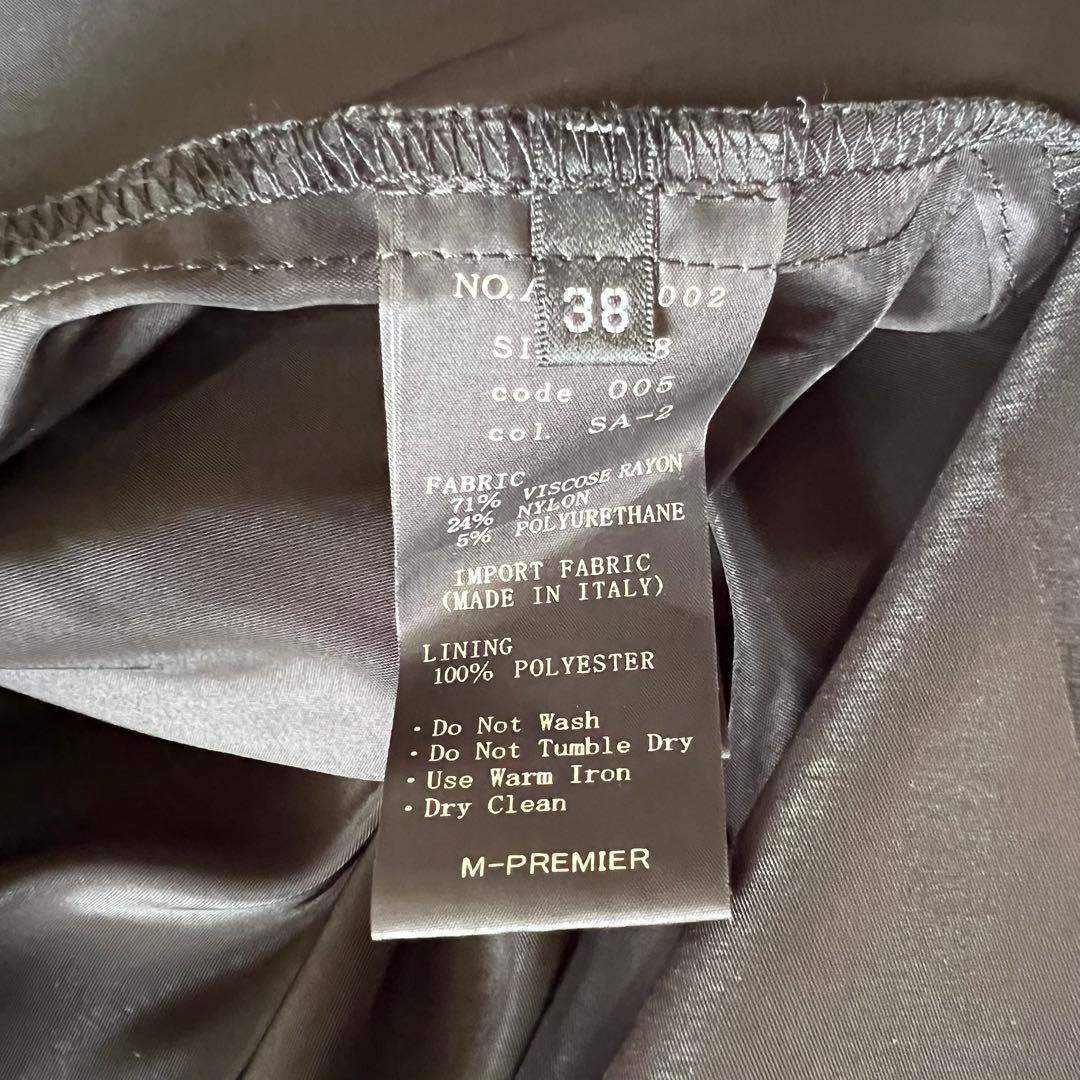 NO.A 002
38
SI 8
code 005
col. SA-2
FABRIC
71% VISCOSE RAYON
24% NYLON
5% POLYURETHANE
IMPORT FABRIC
(MADE IN ITALY)
LINING
100% POLYESTER
・Do Not Wash
・Do Not Tumble Dry
・Use Warm Iron
・Dry Clean
M-PREMIER